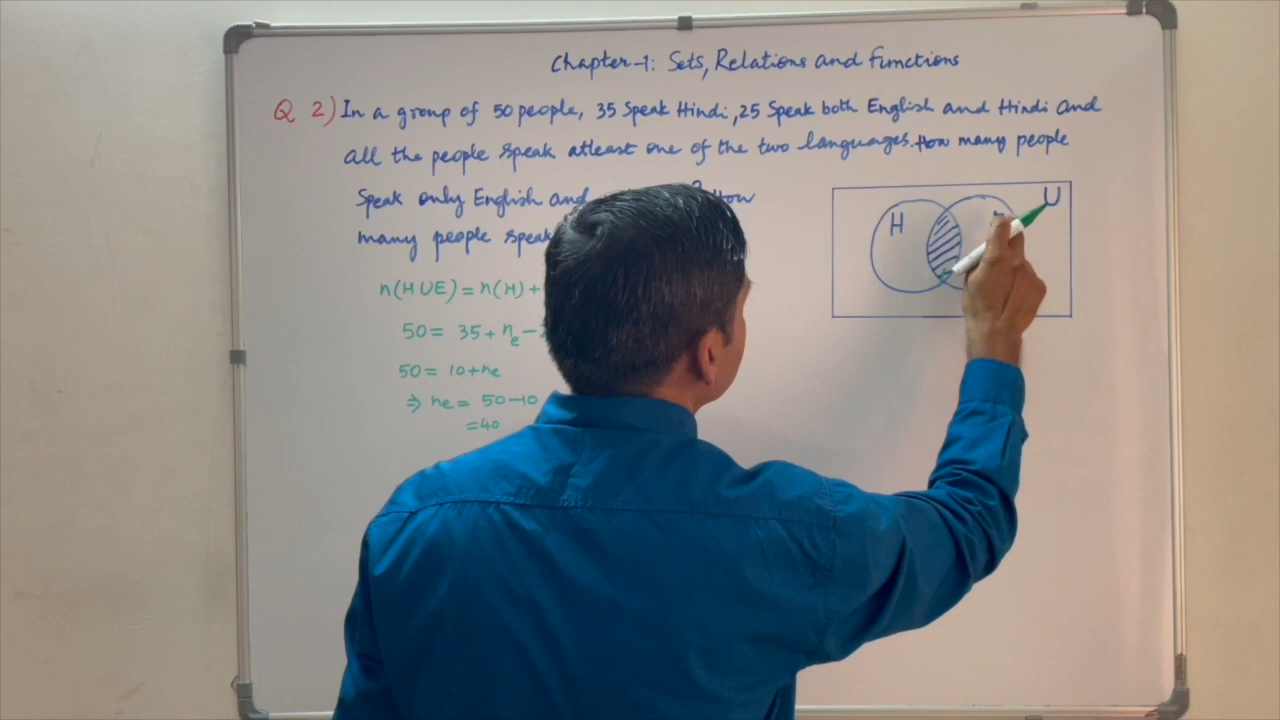 Chapter-1: Sets, Relations and Functions
Q 2) In a group of 50 people, 35 Speak Hindi, 25 Speak both English and Hindi and
all the people speak atleast one of the two languages. How many people
Speak only English and ? How
many people speak
n(HUE) = n(H) +
50 = 35 + ne -
50 = 10 + ne
⇒ ne = 50-10
= 40
H
U